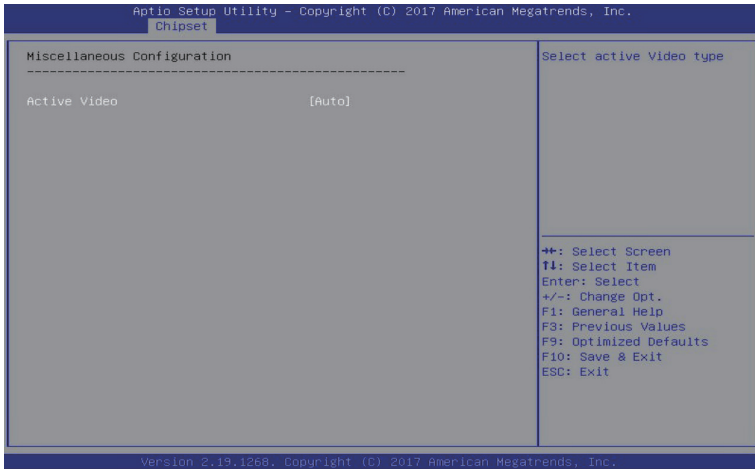 Aptio Setup Utility – Copyright (C) 2017 American Megatrends, Inc.
Chipset
Miscellaneous Configuration
--------------------------------------------------
Active Video [Auto]
Select active Video type
→←: Select Screen
↑↓: Select Item
Enter: Select
+/-: Change Opt.
F1: General Help
F3: Previous Values
F9: Optimized Defaults
F10: Save & Exit
ESC: Exit
Version 2.19.1268. Copyright (C) 2017 American Megatrends, Inc.